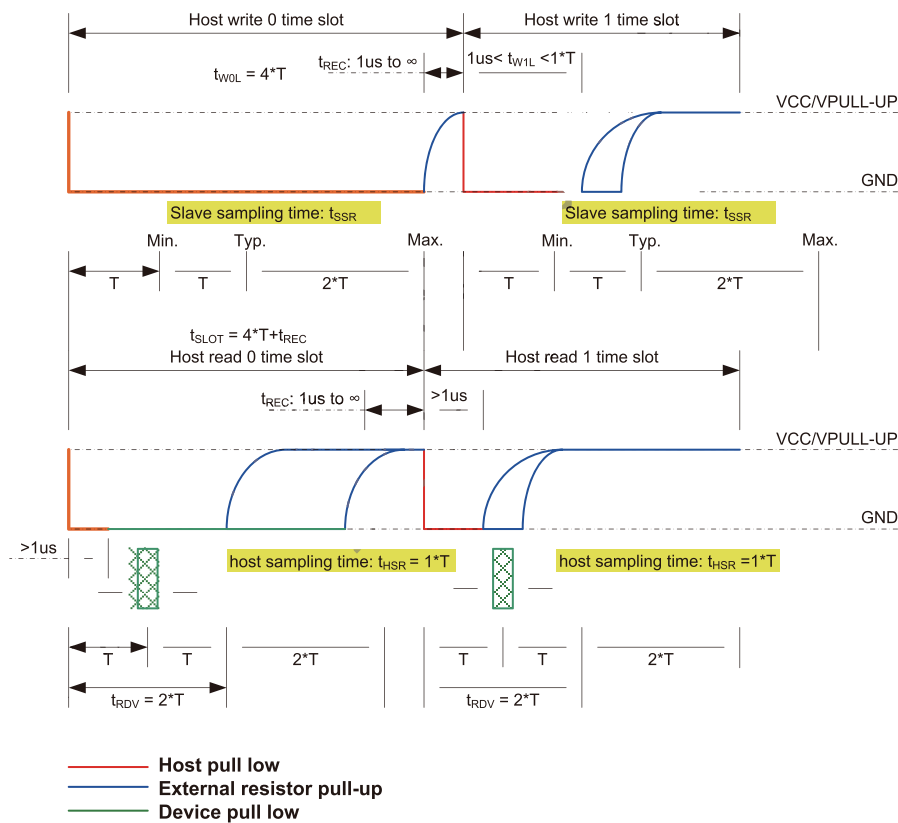 Host write 0 time slot
Host write 1 time slot
tREC: 1us to ∞
1us< tW1L <1*T
tW0L = 4*T
VCC/VPULL-UP
GND
Slave sampling time: tSSR
Slave sampling time: tSSR
Min.
Typ.
Max.
Min.
Typ.
Max.
T
T
2*T
T
T
2*T
tSLOT = 4*T+tREC
Host read 0 time slot
Host read 1 time slot
tREC: 1us to ∞
>1us
VCC/VPULL-UP
GND
>1us
host sampling time: tHSR = 1*T
host sampling time: tHSR =1*T
T
T
2*T
T
T
2*T
tRDV = 2*T
tRDV = 2*T
Host pull low
External resistor pull-up
Device pull low